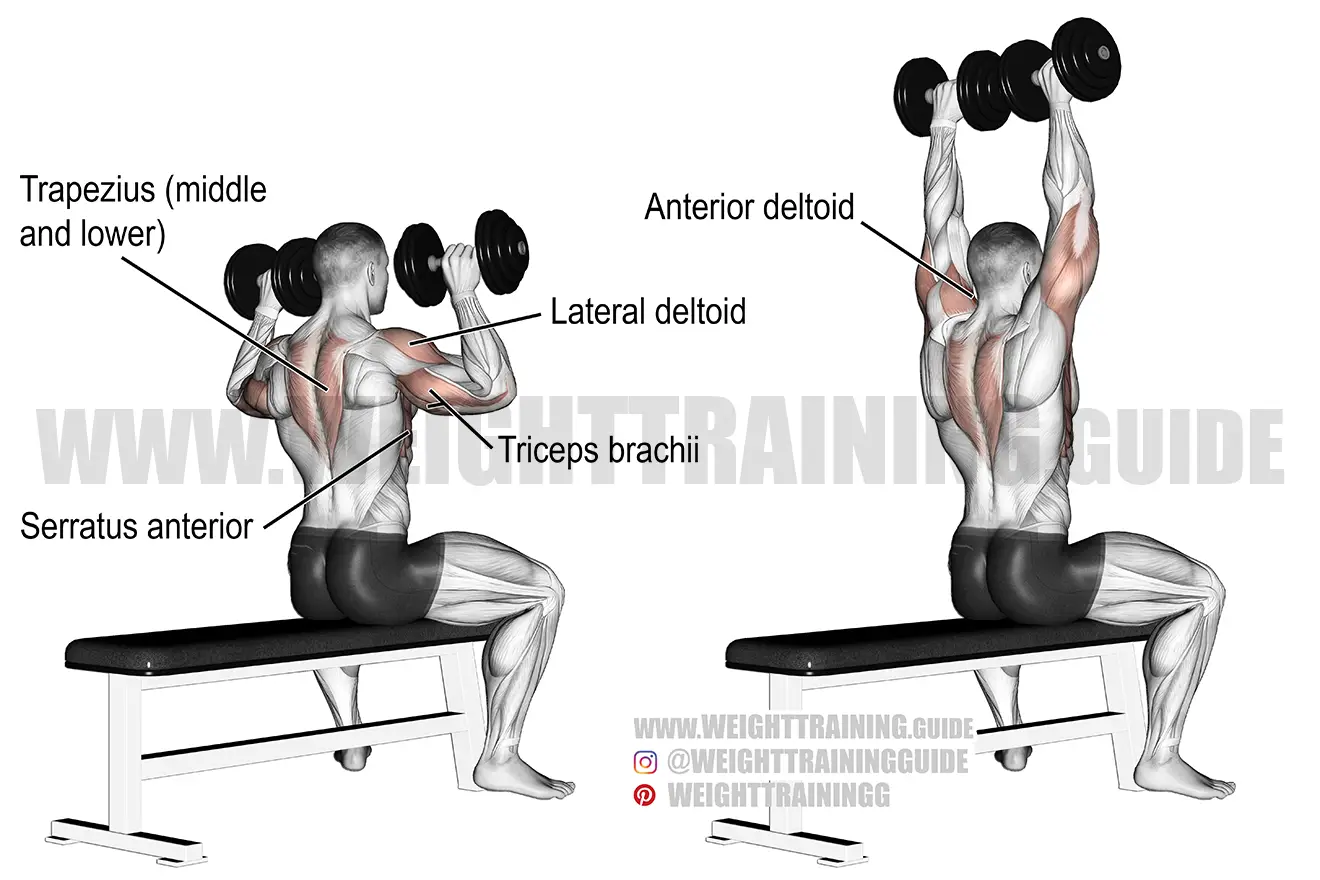 Trapezius (middle
and lower)
Anterior deltoid
Lateral deltoid
WWW.WEIGHTTRAINING.GUIDE
Triceps brachii
Serratus anterior
WWW.WEIGHTTRAINING.GUIDE
@WEIGHTTRAININGGUIDE
WEIGHTTRAININGG